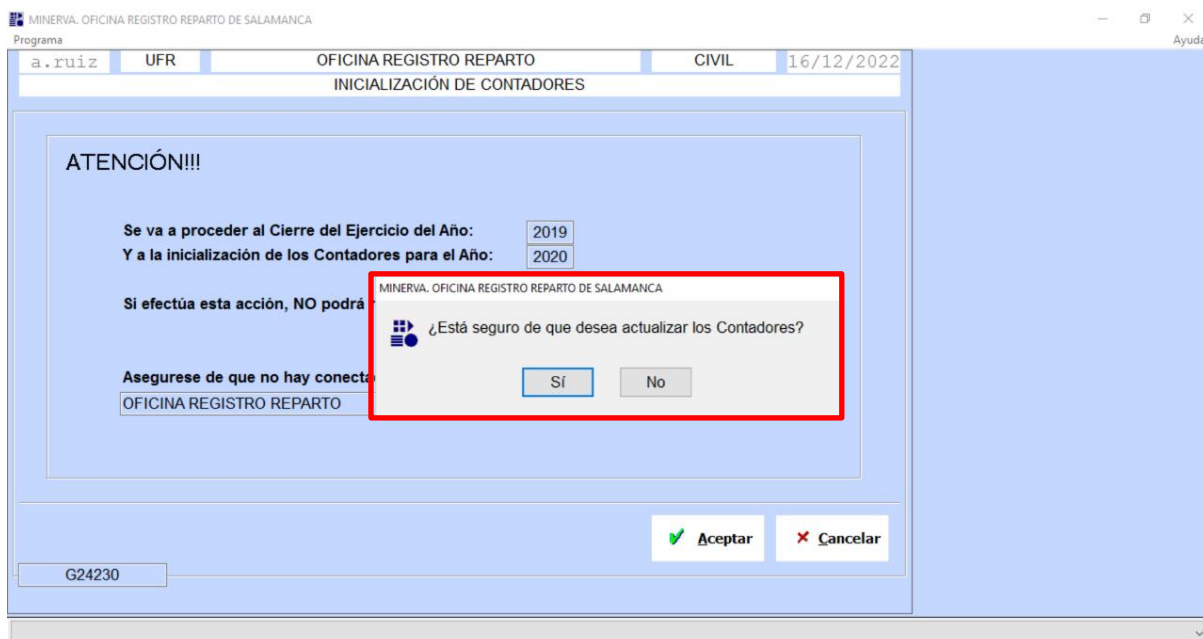 MINERVA. OFICINA REGISTRO REPARTO DE SALAMANCA
Programa Ayuda
a.ruiz UFR OFICINA REGISTRO REPARTO CIVIL 16/12/2022
INICIALIZACIÓN DE CONTADORES
ATENCIÓN!!!
Se va a proceder al Cierre del Ejercicio del Año: 2019
Y a la inicialización de los Contadores para el Año: 2020
Si efectúa esta acción, NO podrá
MINERVA. OFICINA REGISTRO REPARTO DE SALAMANCA
¿Está seguro de que desea actualizar los Contadores?
Sí No
Asegurese de que no hay
OFICINA REGISTRO REPARTO
Aceptar Cancelar
G24230